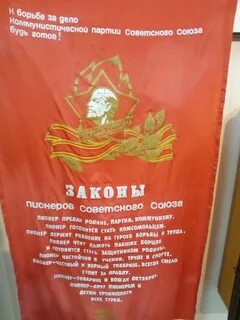 К борьбе за дело
Коммунистической партии Советского Союза
будь готов!
ЗАКОНЫ
пионеров Советского Союза
ПИОНЕР ПРЕДАН РОДИНЕ, ПАРТИИ, КОММУНИЗМУ.
ПИОНЕР ГОТОВИТСЯ СТАТЬ КОМСОМОЛЬЦЕМ.
ПИОНЕР ДЕРЖИТ РАВНЕНИЕ НА ГЕРОЕВ БОРЬБЫ И ТРУДА.
ПИОНЕР ЧТИТ ПАМЯТЬ ПАВШИХ БОРЦОВ
И ГОТОВИТСЯ СТАТЬ ЗАЩИТНИКОМ РОДИНЫ.
ПИОНЕР НАСТОЙЧИВ В УЧЕНИИ, ТРУДЕ И СПОРТЕ.
ПИОНЕР-ЧЕСТНЫЙ И ВЕРНЫЙ ТОВАРИЩ. ВСЕГДА СМЕЛО
СТОИТ ЗА ПРАВДУ.
ПИОНЕР-ТОВАРИЩ И ВОЖАК ОКТЯБРЯТ.
ПИОНЕР-ДРУГ ПИОНЕРАМ И
ДЕТЯМ ТРУДЯЩИХСЯ
ВСЕХ СТРАН.